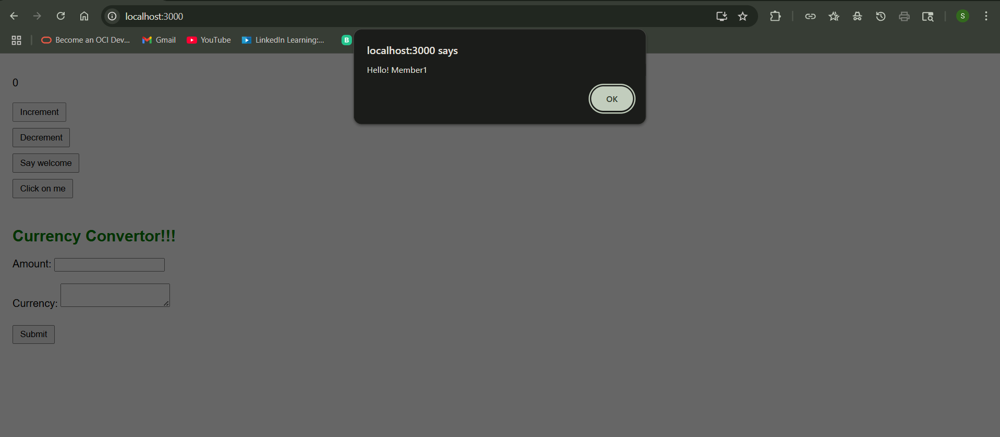 localhost:3000
S
Become an OCI Dev...
Gmail
YouTube
LinkedIn Learning:...
B
localhost:3000 says
Hello! Member1
OK
0
Increment
Decrement
Say welcome
Click on me
Currency Convertor!!!
Amount:
Currency:
Submit